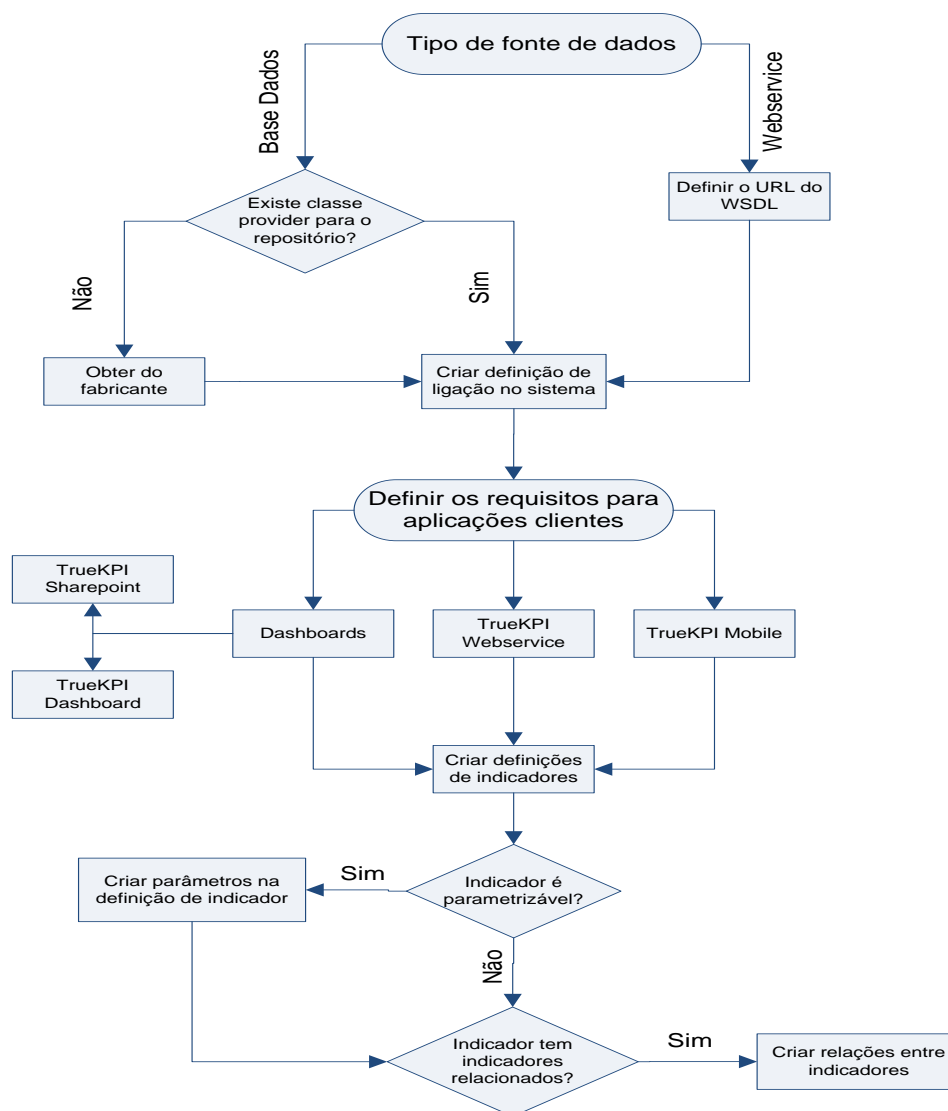 Tipo de fonte de dados
Base Dados
Webservice
Existe classe
provider para o
repositório?
Definir o URL do
WSDL
Não
Sim
Obter do
fabricante
Criar definição de
ligação no sistema
Definir os requisitos para
aplicações clientes
TrueKPI
Sharepoint
Dashboards
TrueKPI
Webservice
TrueKPI Mobile
TrueKPI
Dashboard
Criar definições
de indicadores
Sim
Criar parâmetros na
definição de indicador
Indicador é
parametrizável?
Não
Indicador tem
indicadores
relacionados?
Sim
Criar relações entre
indicadores